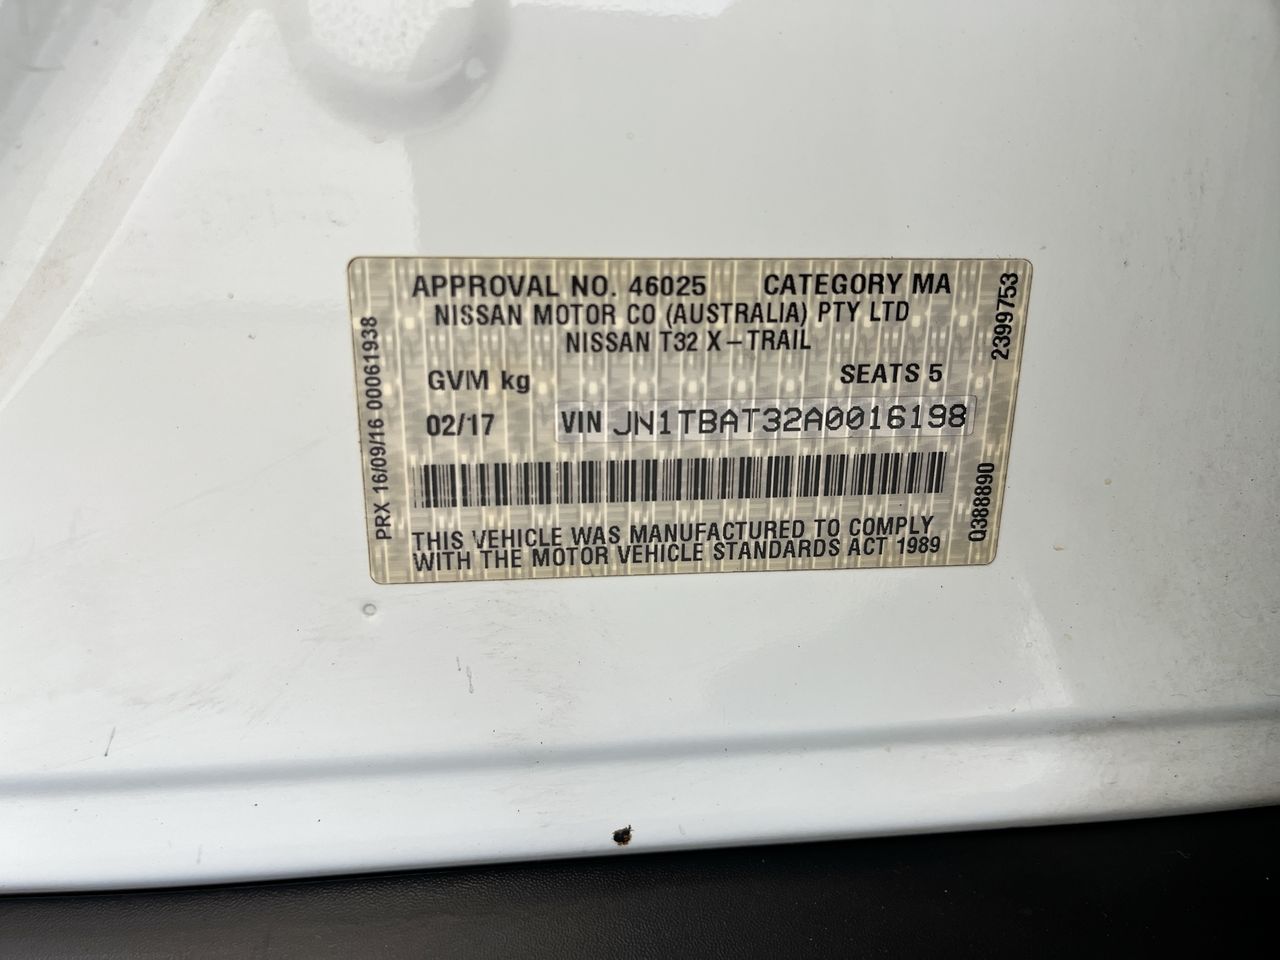 APPROVAL NO. 46025 CATEGORY MA
NISSAN MOTOR CO (AUSTRALIA) PTY LTD
NISSAN T32 X-TRAIL
GVM kg SEATS 5
02/17 VIN JN1TBAT32A0016198
THIS VEHICLE WAS MANUFACTURED TO COMPLY
WITH THE MOTOR VEHICLE STANDARDS ACT 1989
PRX 16/09/16 00061938
2399753
Q388890